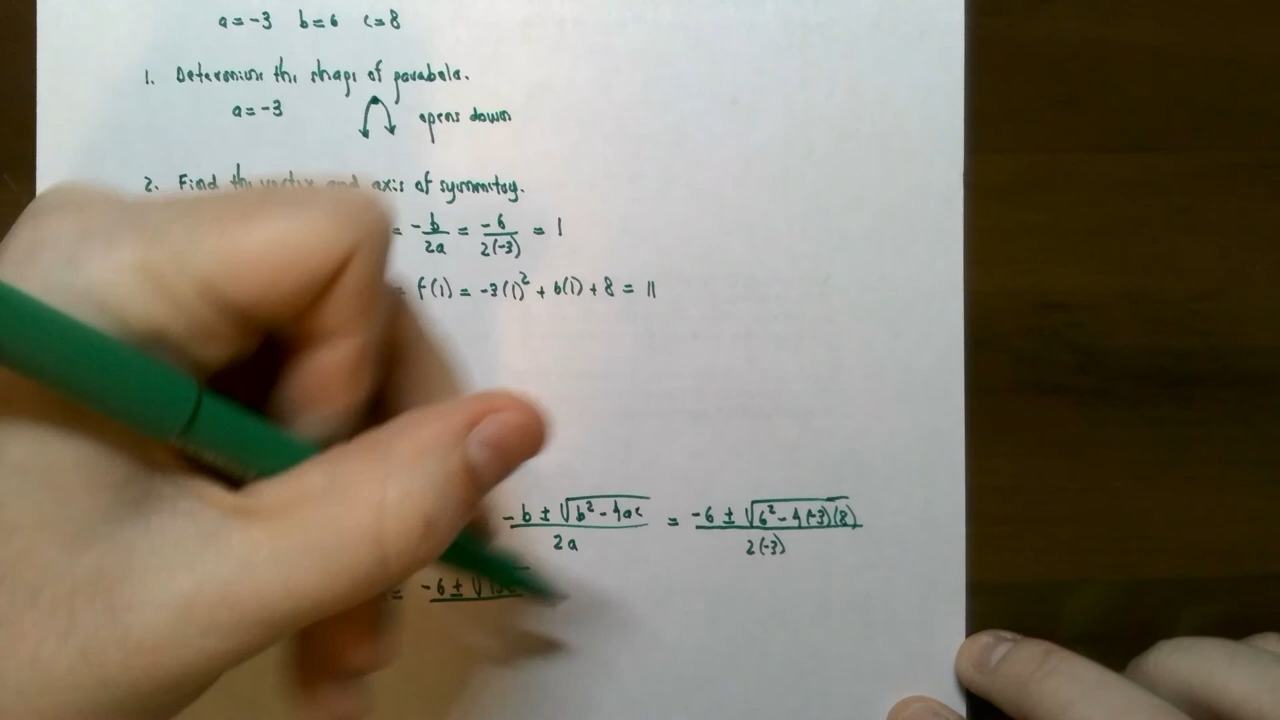 a = -3 b = 6 c = 8
1. Determine the shape of parabola.
a = -3 opens down
2. Find the vertex and axis of symmetry.
= -b/2a = -6/2(-3) = 1
= f(1) = -3(1)² + 6(1) + 8 = 11
-b ± √b² - 4ac / 2a = -6 ± √6² - 4(-3)(8) / 2(-3)
= -6 ± √